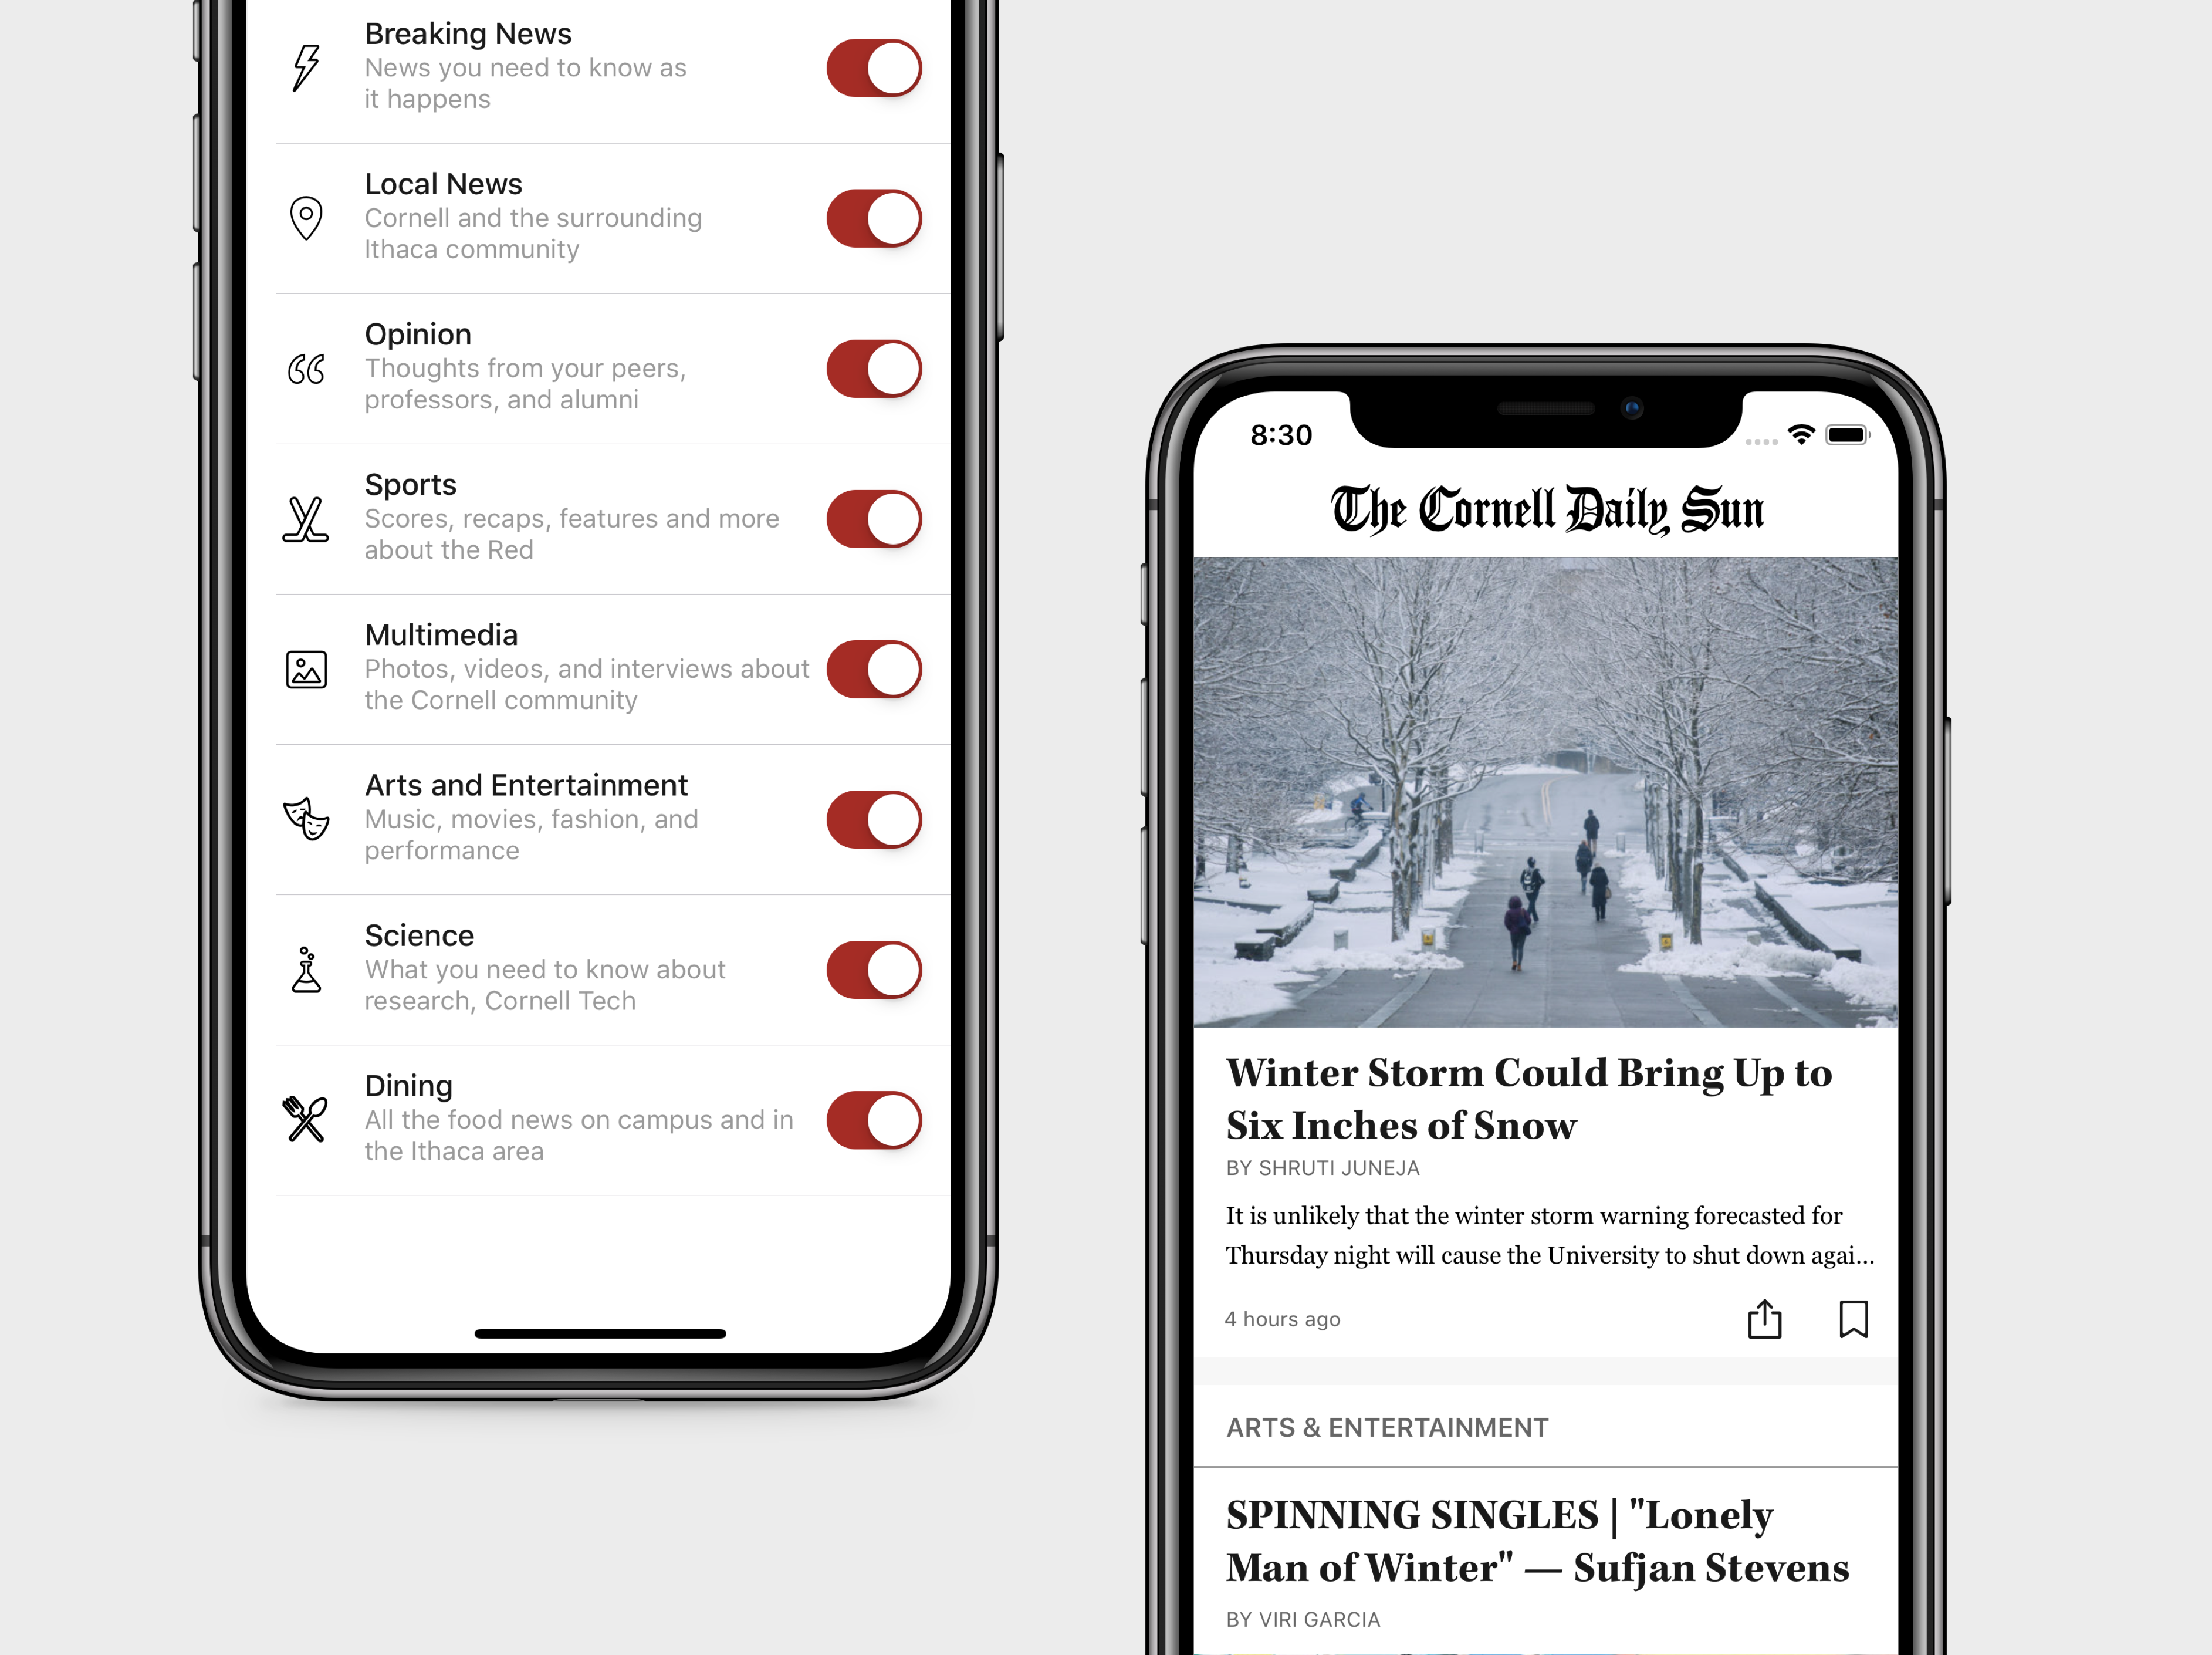 Breaking News
News you need to know as
it happens
Local News
Cornell and the surrounding
Ithaca community
Opinion
Thoughts from your peers,
professors, and alumni
Sports
Scores, recaps, features and more
about the Red
Multimedia
Photos, videos, and interviews about
the Cornell community
Arts and Entertainment
Music, movies, fashion, and
performance
Science
What you need to know about
research, Cornell Tech
Dining
All the food news on campus and in
the Ithaca area
8:30
The Cornell Daily Sun
Winter Storm Could Bring Up to
Six Inches of Snow
BY SHRUTI JUNEJA
It is unlikely that the winter storm warning forecasted for
Thursday night will cause the University to shut down agai...
4 hours ago
ARTS & ENTERTAINMENT
SPINNING SINGLES | "Lonely
Man of Winter" — Sufjan Stevens
BY VIRI GARCIA